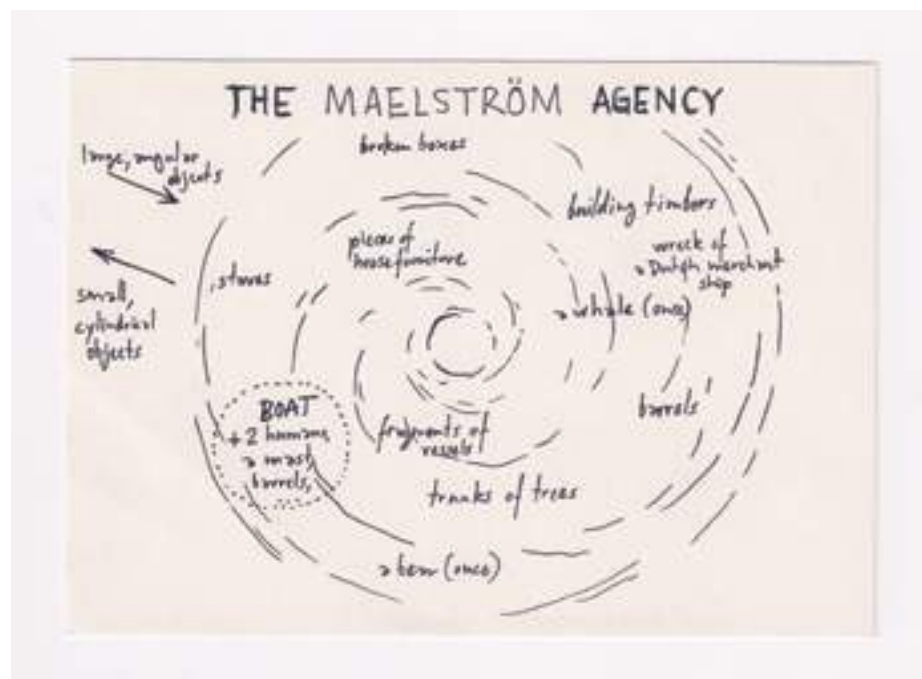 THE MAELSTRÖM AGENCY
broken boxes
large, angular
objects
building timbers
pieces of
house furniture
wreck of
a Dutch merchant
ship
, staves
a whale (once)
small,
cylindrical
objects
barrels
BOAT
+ 2 humans,
a mast,
barrels,
fragments of
vessels
trunks of trees
a bear (once)